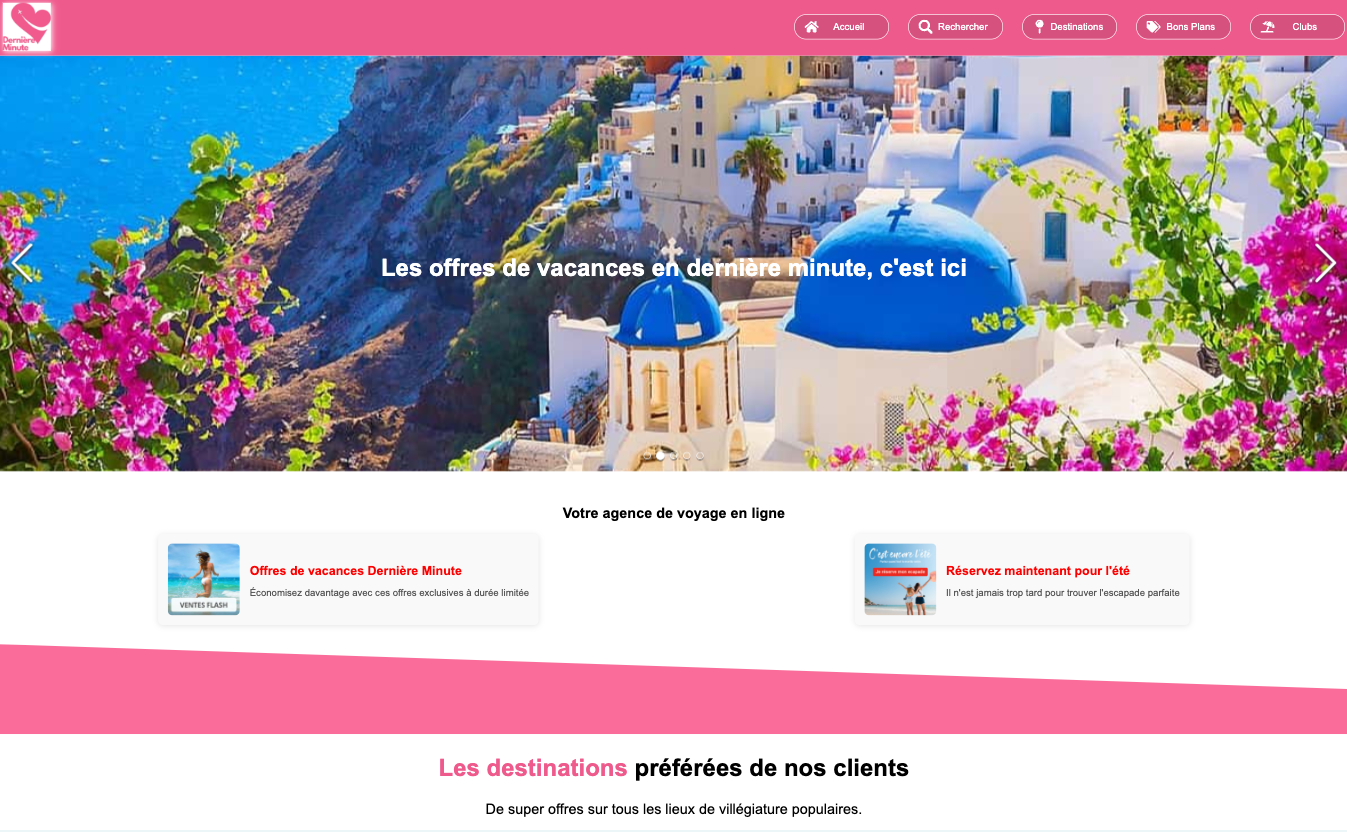 Dernière
Minute
Accueil
Rechercher
Destinations
Bons Plans
Clubs
Les offres de vacances en dernière minute, c'est ici
Votre agence de voyage en ligne
VENTES FLASH
Offres de vacances Dernière Minute
Économisez davantage avec ces offres exclusives à durée limitée
C'est encore l'été
Je réserve mon escapade
Réservez maintenant pour l'été
Il n'est jamais trop tard pour trouver l'escapade parfaite
Les destinations préférées de nos clients
De super offres sur tous les lieux de villégiature populaires.